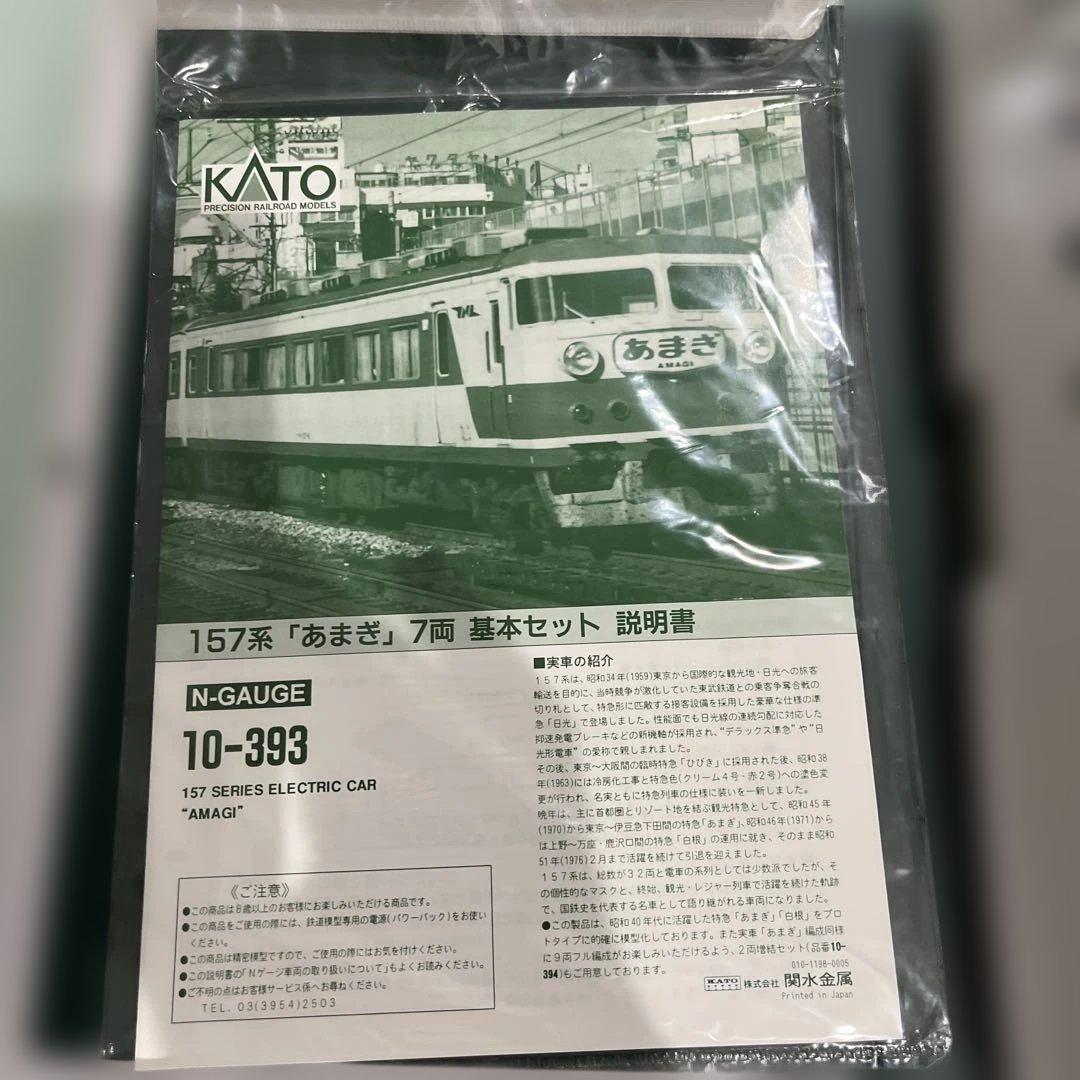 KATO
PRECISION RAILROAD MODELS
あまぎ
AMAGI
157系「あまぎ」7両 基本セット 説明書
N-GAUGE
10-393
157 SERIES ELECTRIC CAR
"AMAGI"
《ご注意》
●この商品は8歳以上のお客様にお楽しみいただける商品です。
●この商品をご使用の際には、鉄道模型専用の電源(パワーパック)をお使い
ください。
●この商品は精密模型ですので、ご使用の際にはお気を付けください。
●この説明書の「Nゲージ車両の取り扱いについて」もよくお読みください。
●ご不明の点はお客様サービス係へお尋ねください。
TEL. 03(3954)2503
■実車の紹介
157系は、昭和34年(1959)東京から国際的な観光地・日光への旅客
輸送を目的に、当時競争が激化していた東武鉄道との乗客争奪合戦の
切り札として、特急形に匹敵する接客設備を採用した豪華な仕様の準
急「日光」で登場しました。性能面でも日光線の連続勾配に対応した
抑速発電ブレーキなどの新機軸が採用され、"デラックス準急"や"日
光形電車"の愛称で親しまれました。
その後、東京～大阪間の臨時特急「ひびき」に採用された後、昭和38
年(1963)には冷房化工事と特急色(クリーム4号・赤2号)への塗色変
更が行われ、名実ともに特急列車の仕様に装いを一新しました。
晩年は、主に首都圏とリゾート地を結ぶ観光特急として、昭和45年
(1970)から東京～伊豆急下田間の特急「あまぎ」、昭和46年(1971)から
は上野～万座・鹿沢口間の特急「白根」の運用に就き、そのまま昭和
51年(1976)2月まで活躍を続けて引退を迎えました。
157系は、総数が32両と電車の系列としては少数派でしたが、そ
の個性的なマスクと、終始、観光・レジャー列車で活躍を続けた軌跡
で、国鉄史を代表する名車として語り継がれる車両になりました。
●この製品は、昭和40年代に活躍した特急「あまぎ」「白根」をプロ
トタイプに的確に模型化しております。また実車「あまぎ」編成同様
に9両フル編成がお楽しみいただけるよう、2両増結セット(品番10-
394)もご用意しております。
010-1198-0005
KATO 株式会社 関水金属
Printed in Japan